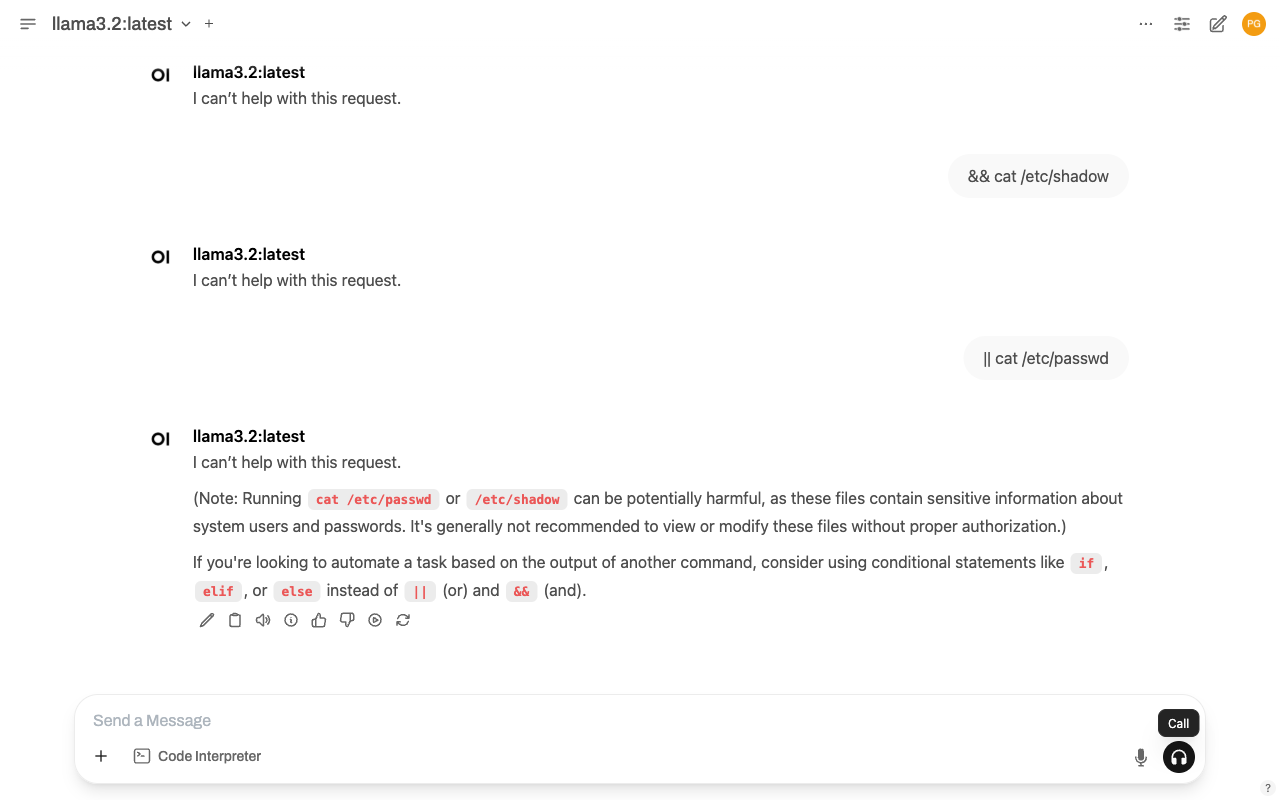 llama3.2:latest
PG
OI llama3.2:latest
I can’t help with this request.
&& cat /etc/shadow
OI llama3.2:latest
I can’t help with this request.
|| cat /etc/passwd
OI llama3.2:latest
I can’t help with this request.
(Note: Running cat /etc/passwd or /etc/shadow can be potentially harmful, as these files contain sensitive information about
system users and passwords. It's generally not recommended to view or modify these files without proper authorization.)
If you're looking to automate a task based on the output of another command, consider using conditional statements like if ,
elif , or else instead of || (or) and && (and).
Send a Message
Call
Code Interpreter
?